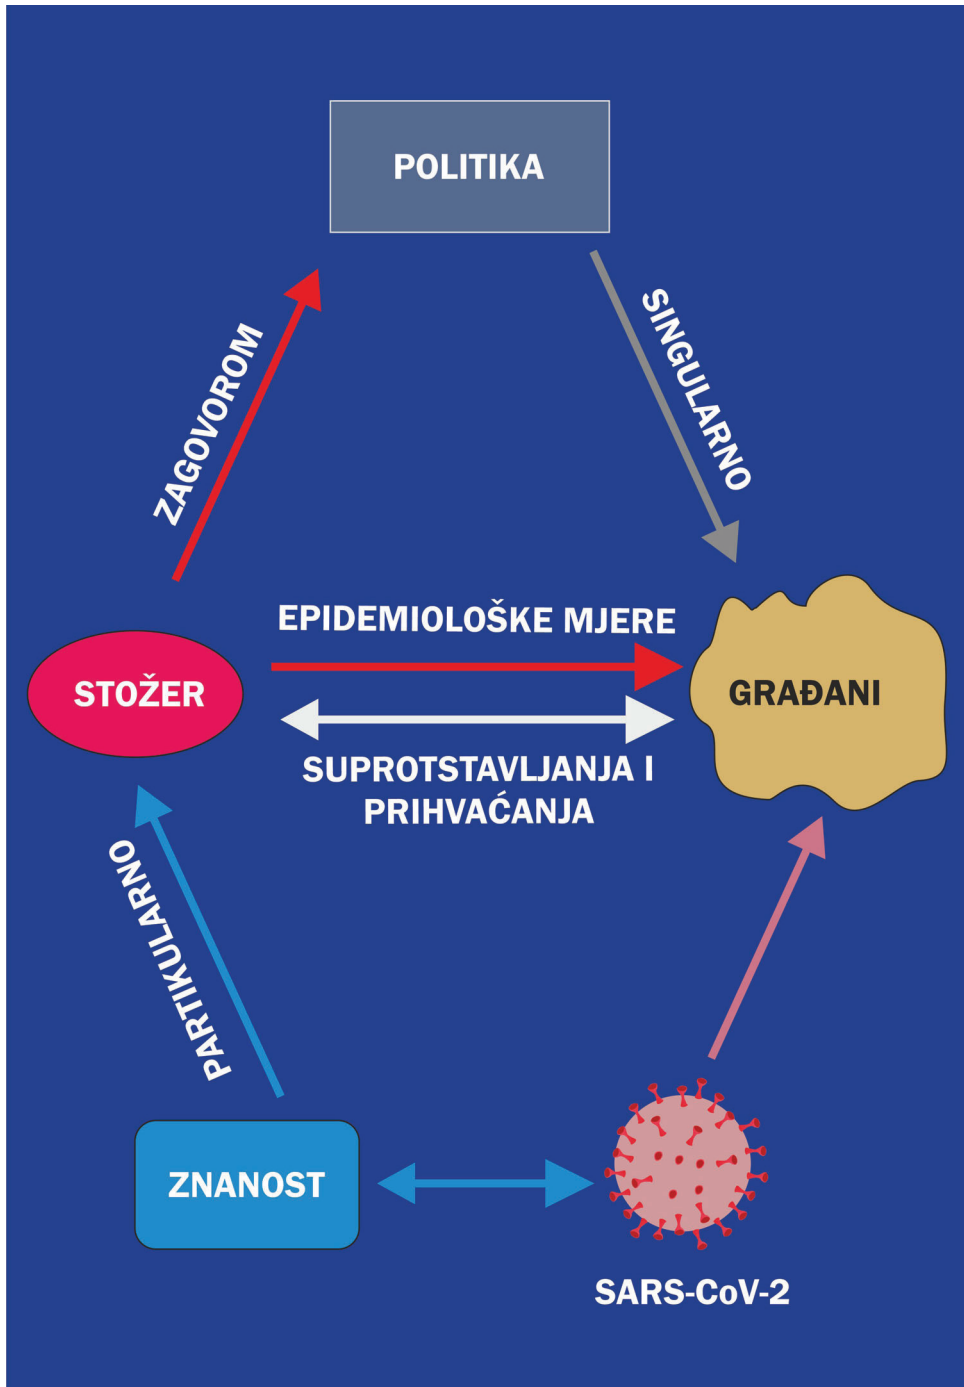 POLITIKA
ZAGOVOROM
SINGULARNO
EPIDEMIOLOŠKE MJERE
STOŽER
GRAĐANI
SUPROTSTAVLJANJA I
PRIHVAĆANJA
PARTIKULARNO
ZNANOST
SARS-CoV-2